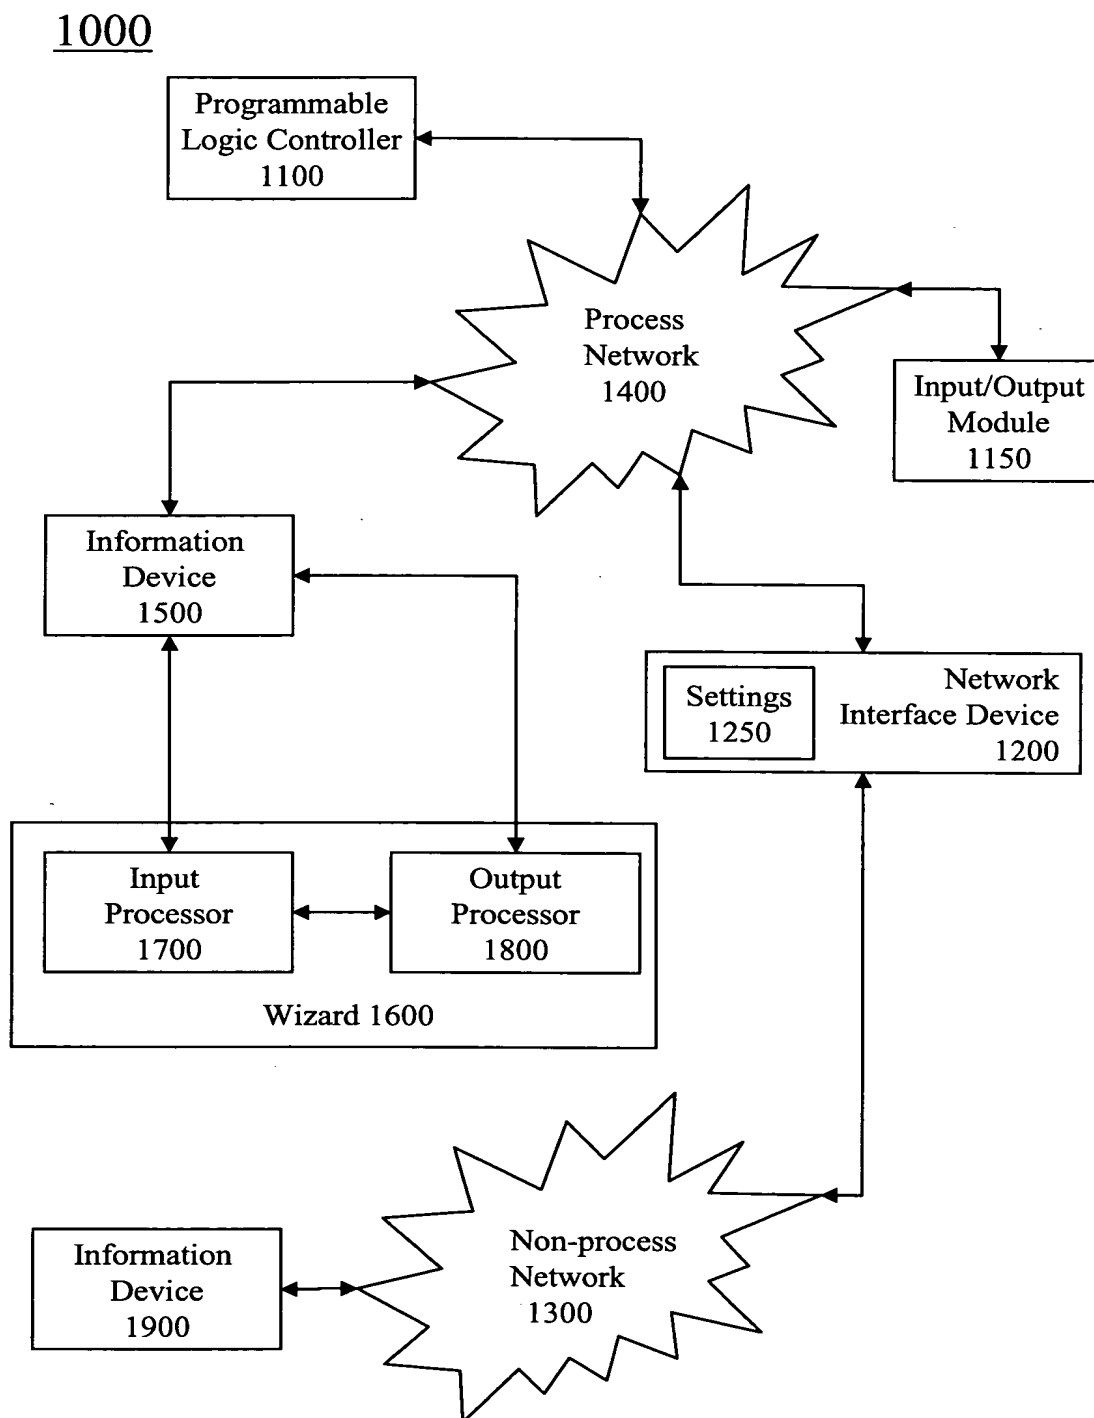 1000
Programmable
Logic Controller
1100
Process
Network
1400
Input/Output
Module
1150
Information
Device
1500
Settings
1250
Network
Interface Device
1200
Input
Processor
1700
Output
Processor
1800
Wizard 1600
Non-process
Network
1300
Information
Device
1900